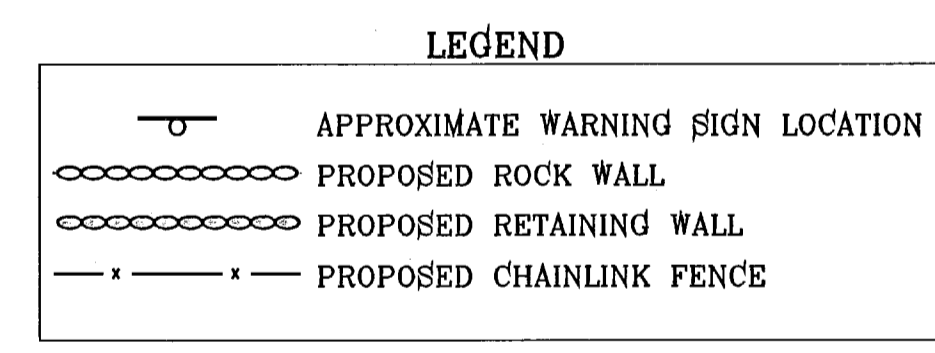 LEGEND
APPROXIMATE WARNING SIGN LOCATION
PROPOSED ROCK WALL
PROPOSED RETAINING WALL
x x PROPOSED CHAINLINK FENCE